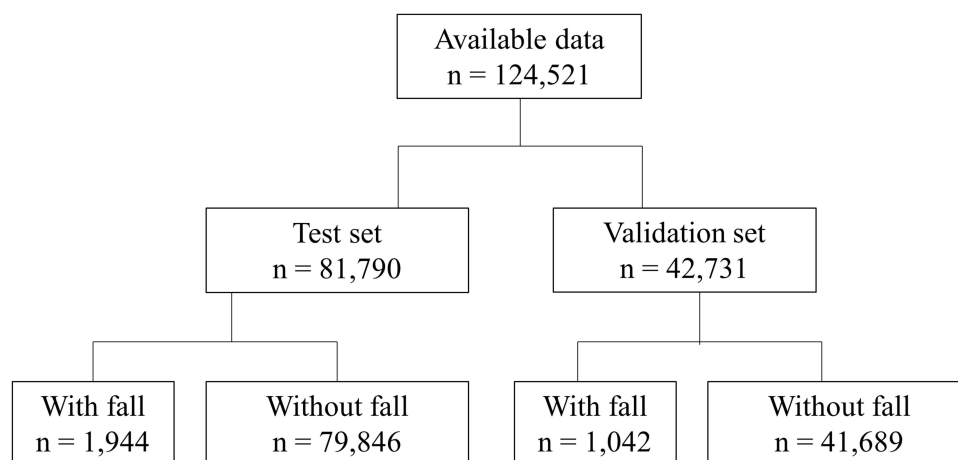 Available data
n = 124,521
Test set
n = 81,790
Validation set
n = 42,731
With fall
n = 1,944
Without fall
n = 79,846
With fall
n = 1,042
Without fall
n = 41,689